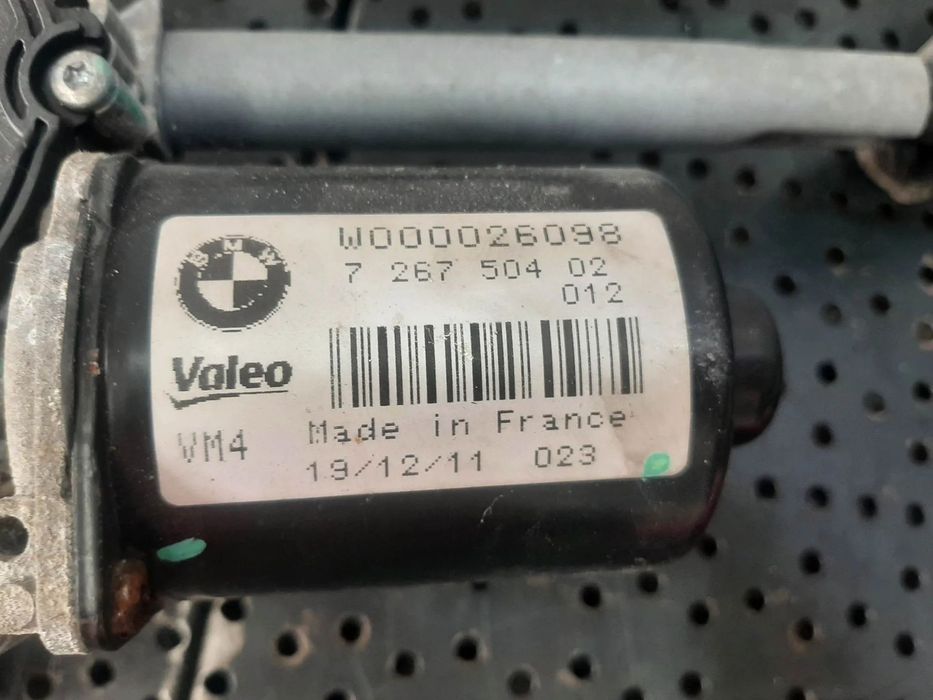 W000026098
7 267 504 02
012
BMW
Valeo
Made in France
VM4
19/12/11 023